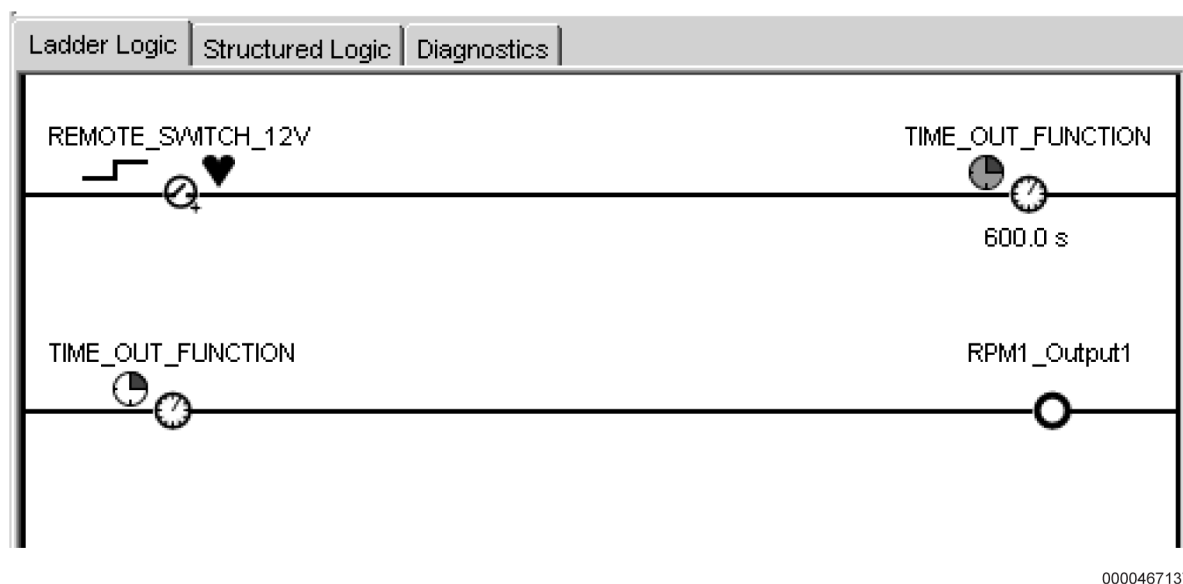 Ladder Logic Structured Logic Diagnostics
REMOTE_SWITCH_12V TIME_OUT_FUNCTION
600.0 s
TIME_OUT_FUNCTION RPM1_Output1
000046713